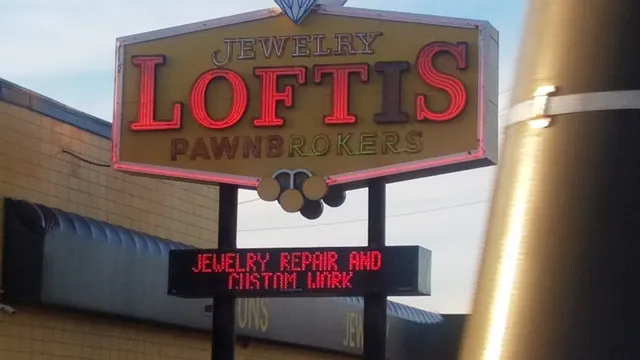 JEWELRY
LOFTIS
PAWNBROKERS
JEWELRY REPAIR AND
CUSTOM WORK